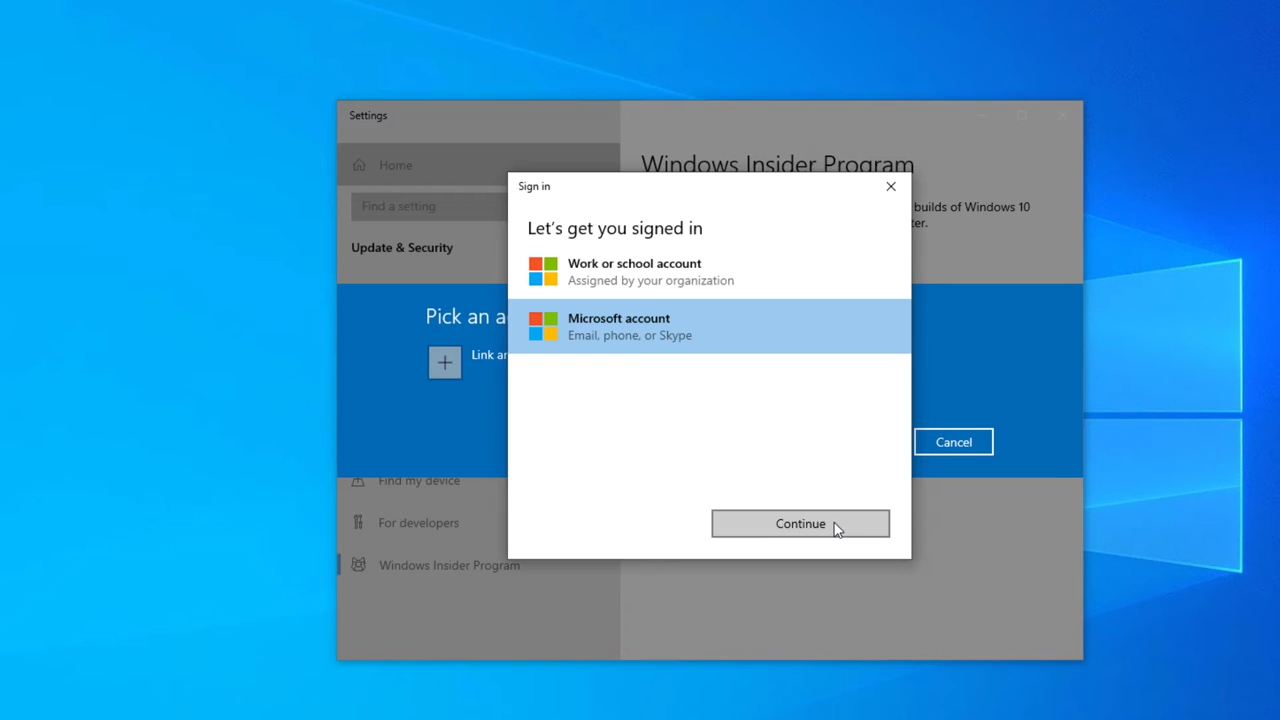 Settings
Home
Find a setting
Update & Security
Windows Insider Program
builds of Windows 10
Pick an
Link
Sign in
Let's get you signed in
Work or school account
Assigned by your organization
Microsoft account
Email, phone, or Skype
Continue
Cancel
Find my device
For developers
Windows Insider Program